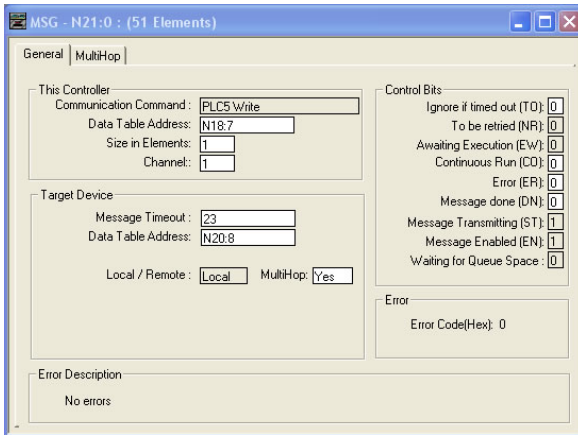 MSG - N21:0 : (51 Elements)
General MultiHop
This Controller
Communication Command : PLC5 Write
Data Table Address: N18:7
Size in Elements: 1
Channel:: 1
Target Device
Message Timeout : 23
Data Table Address: N20:8
Local / Remote : Local MultiHop: Yes
Control Bits
Ignore if timed out (TO): 0
To be retried (NR): 0
Awaiting Execution (EW): 0
Continuous Run (CO): 0
Error (ER): 0
Message done (DN): 0
Message Transmitting (ST): 1
Message Enabled (EN): 1
Waiting for Queue Space : 0
Error
Error Code(Hex): 0
Error Description
No errors